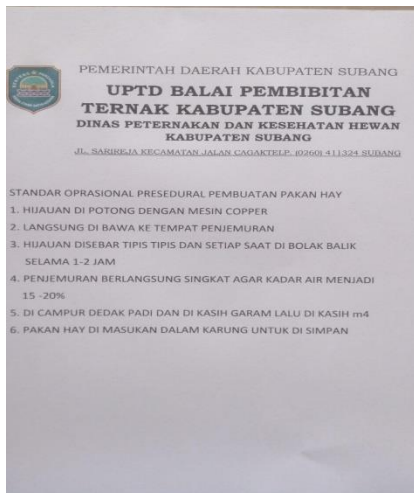 PEMERINTAH DAERAH KABUPATEN SUBANG
UPTD BALAI PEMBIBITAN
TERNAK KABUPATEN SUBANG
DINAS PETERNAKAN DAN KESEHATAN HEWAN
KABUPATEN SUBANG
JL. SARIREJA KECAMATAN JALAN CAGAKTELP. (0260) 411324 SUBANG
STANDAR OPRASIONAL PRESEDURAL PEMBUATAN PAKAN HAY
1. HIJAUAN DI POTONG DENGAN MESIN COPPER
2. LANGSUNG DI BAWA KE TEMPAT PENJEMURAN
3. HIJAUAN DISEBAR TIPIS TIPIS DAN SETIAP SAAT DI BOLAK BALIK
SELAMA 1-2 JAM
4. PENJEMURAN BERLANGSUNG SINGKAT AGAR KADAR AIR MENJADI
15 -20%
5. DI CAMPUR DEDAK PADI DAN DI KASIH GARAM LALU DI KASIH m4
6. PAKAN HAY DI MASUKAN DALAM KARUNG UNTUK DI SIMPAN